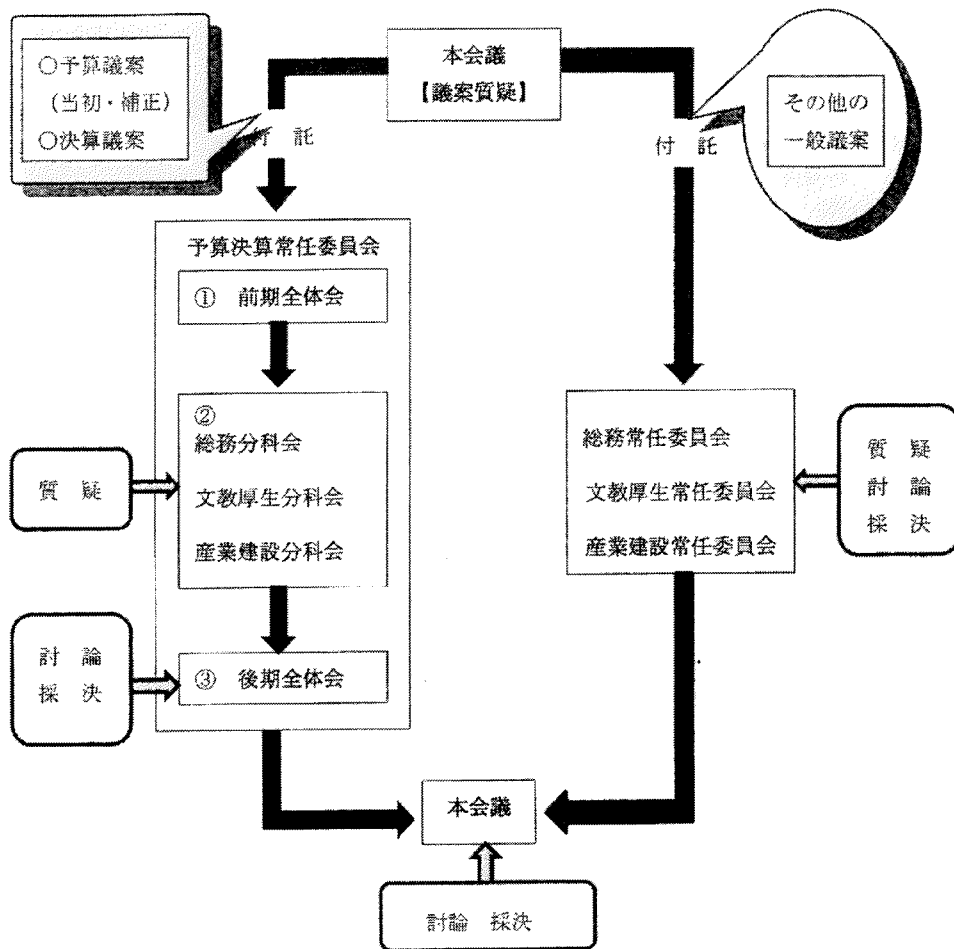 ○予算議案
(当初・補正)
○決算議案
本会議
【議案質疑】
その他の
一般議案
付 託
付 託
予算決算常任委員会
① 前期全体会
②
総務分科会
文教厚生分科会
産業建設分科会
質 疑
③ 後期全体会
討 論
採 決
総務常任委員会
文教厚生常任委員会
産業建設常任委員会
質 疑
討 論
採 決
本会議
討論 採決